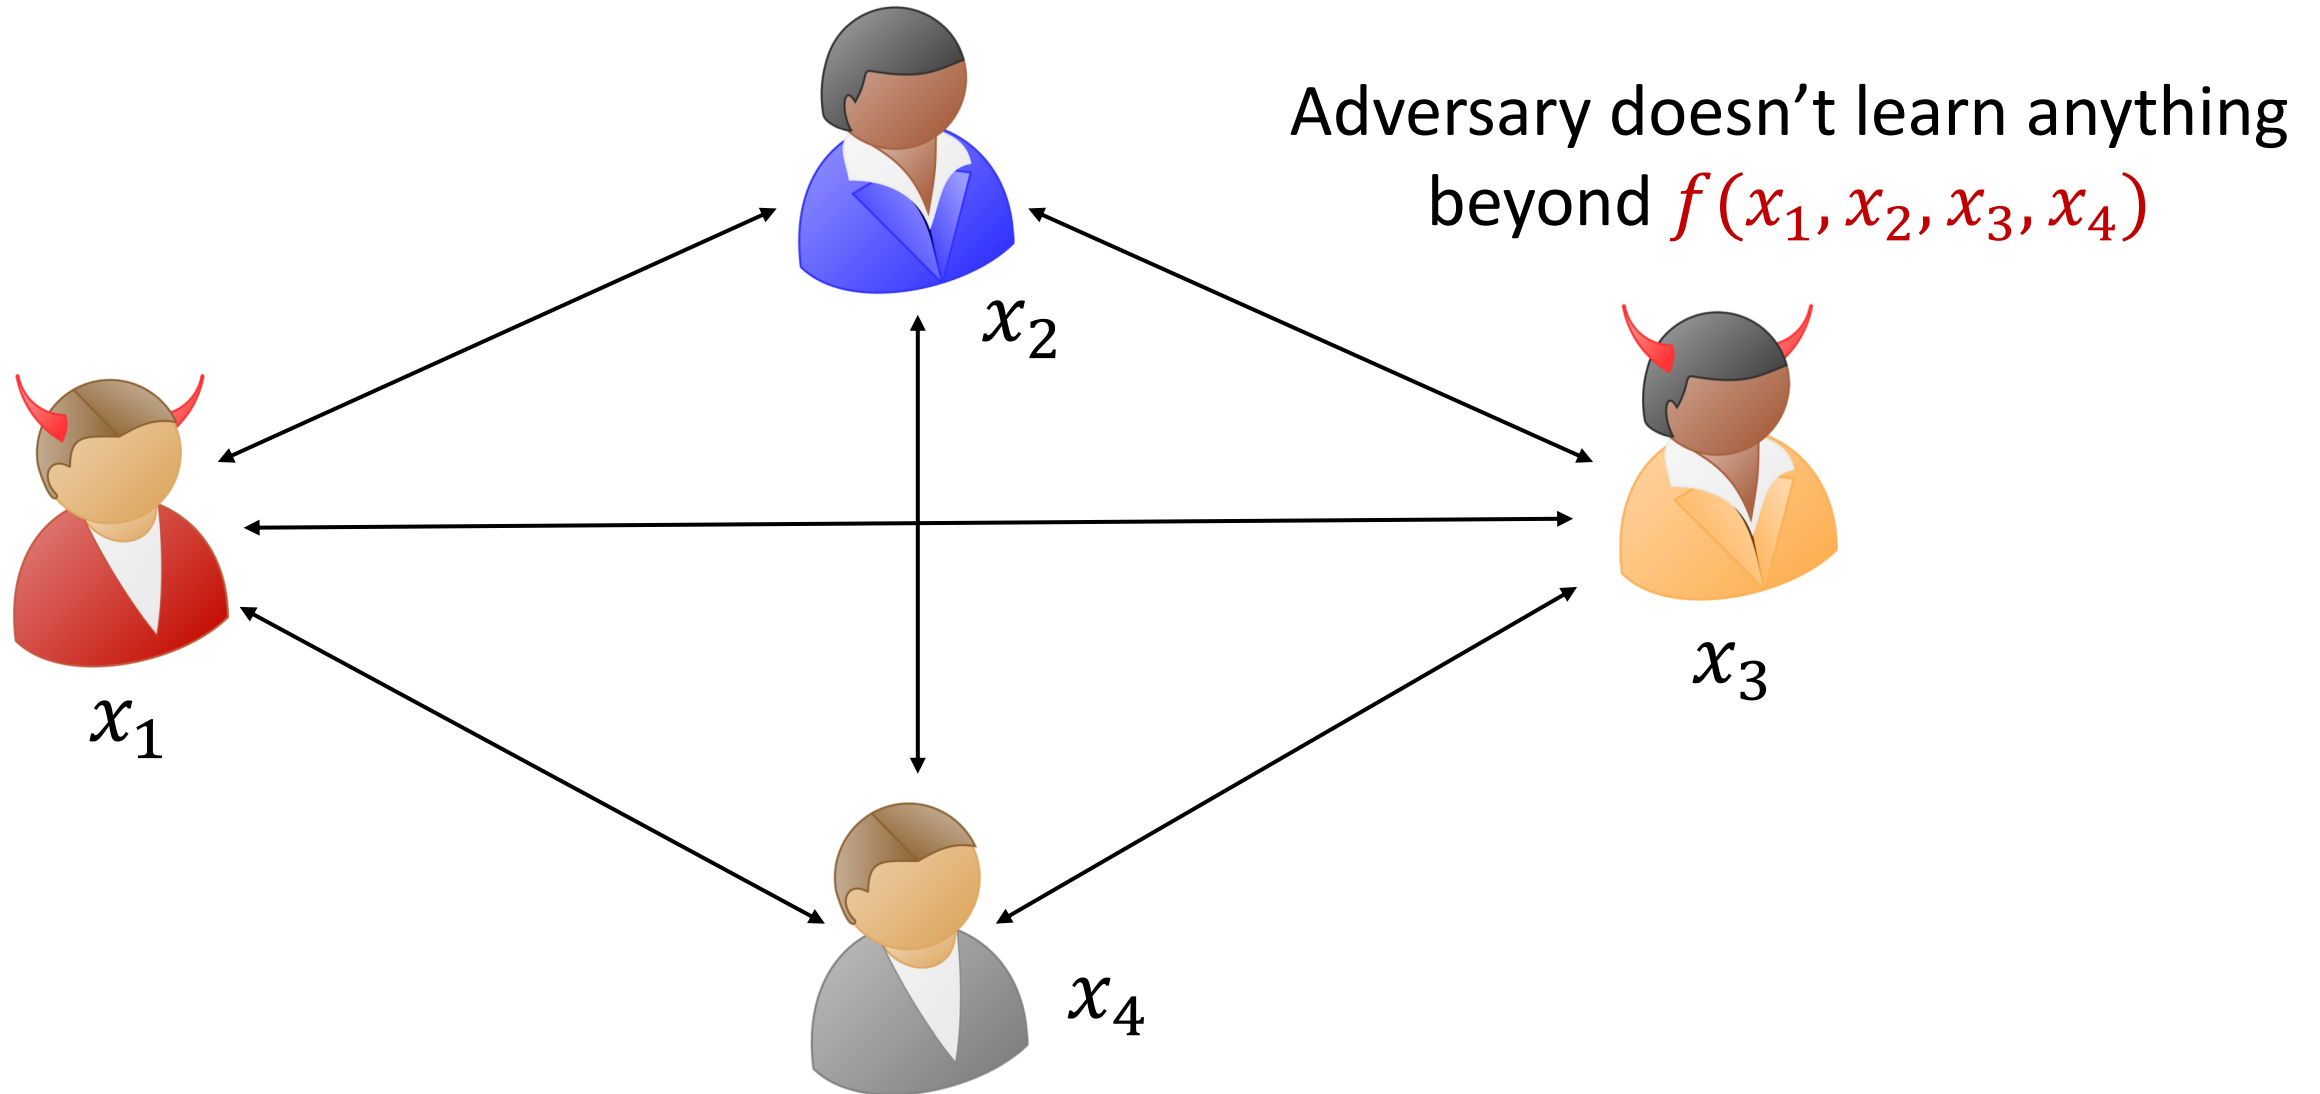 Adversary doesn’t learn anything
beyond f(x₁, x₂, x₃, x₄)
x₂
x₃
x₁
x₄